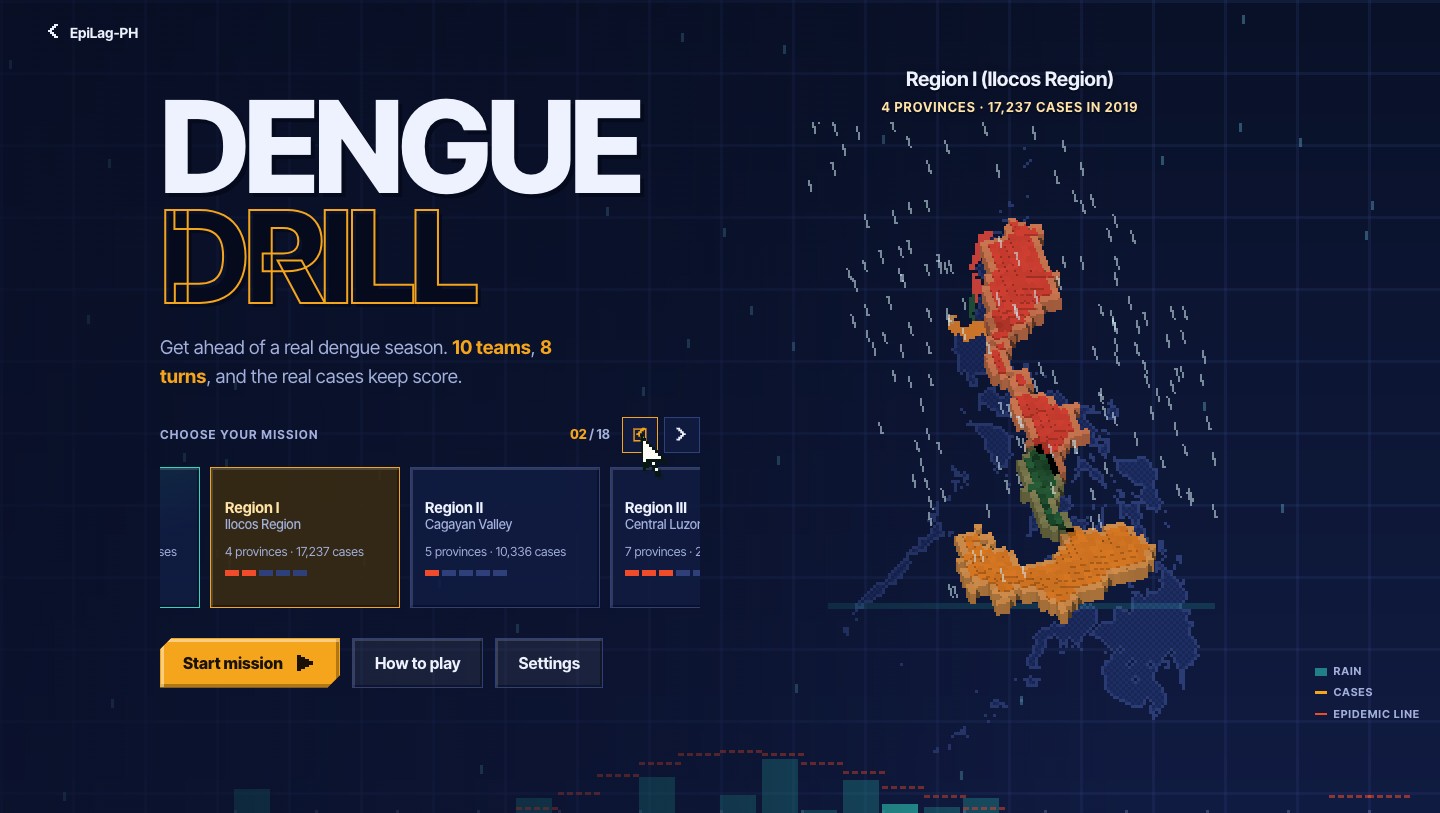 EpiLag-PH
Region I (Ilocos Region)
4 PROVINCES · 17,237 CASES IN 2019
DENGUE
DRILL
Get ahead of a real dengue season. 10 teams, 8
turns, and the real cases keep score.
CHOOSE YOUR MISSION
02 / 18
ses
Region I
Ilocos Region
4 provinces · 17,237 cases
Region II
Cagayan Valley
5 provinces · 10,336 cases
Region III
Central Luzon
7 provinces · 2
Start mission
How to play
Settings
RAIN
CASES
EPIDEMIC LINE